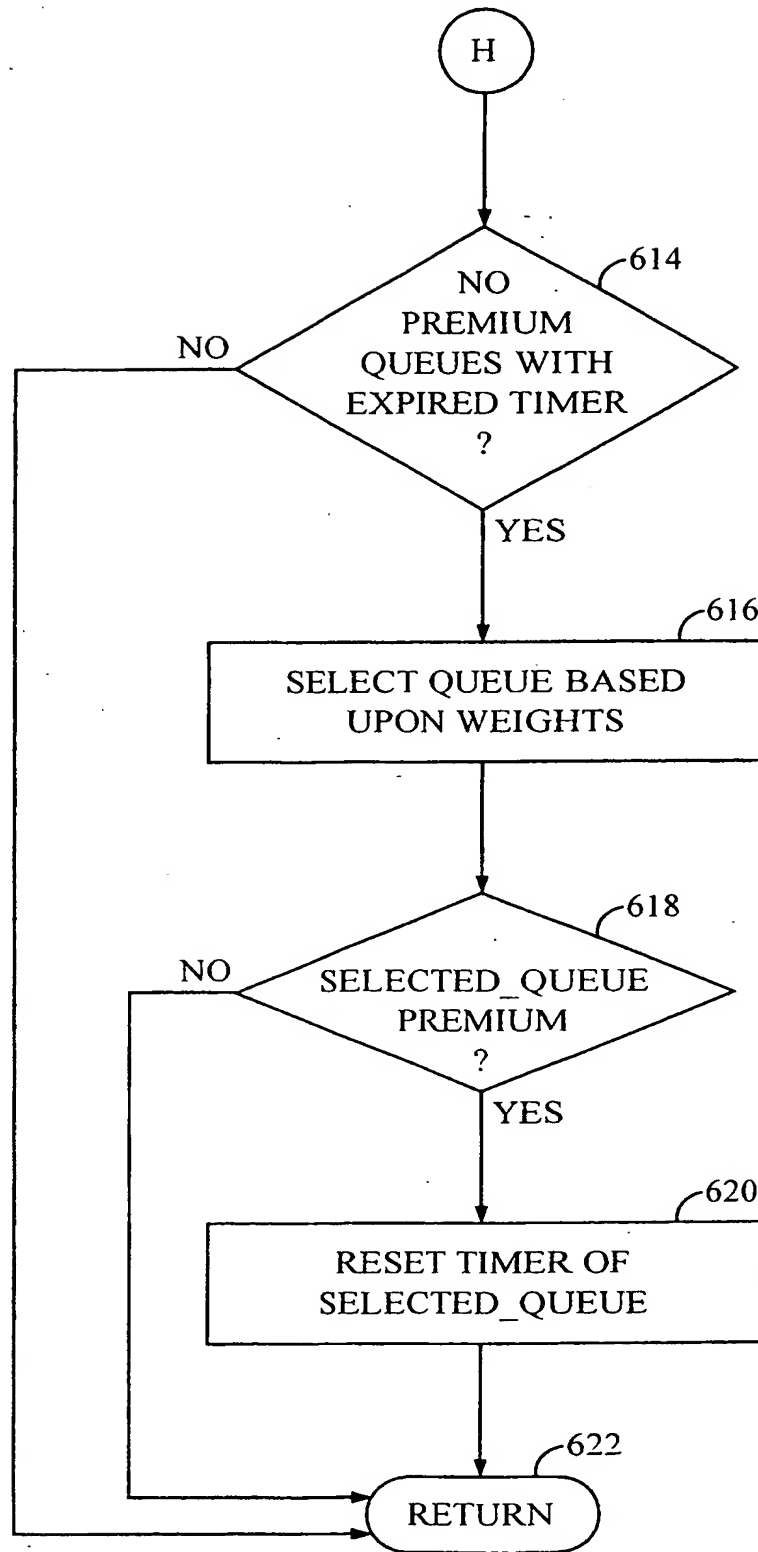 H
614
NO
PREMIUM
QUEUES WITH
EXPIRED TIMER
?
NO
YES
616
SELECT QUEUE BASED
UPON WEIGHTS
618
NO
SELECTED_QUEUE
PREMIUM
?
YES
620
RESET TIMER OF
SELECTED_QUEUE
622
RETURN